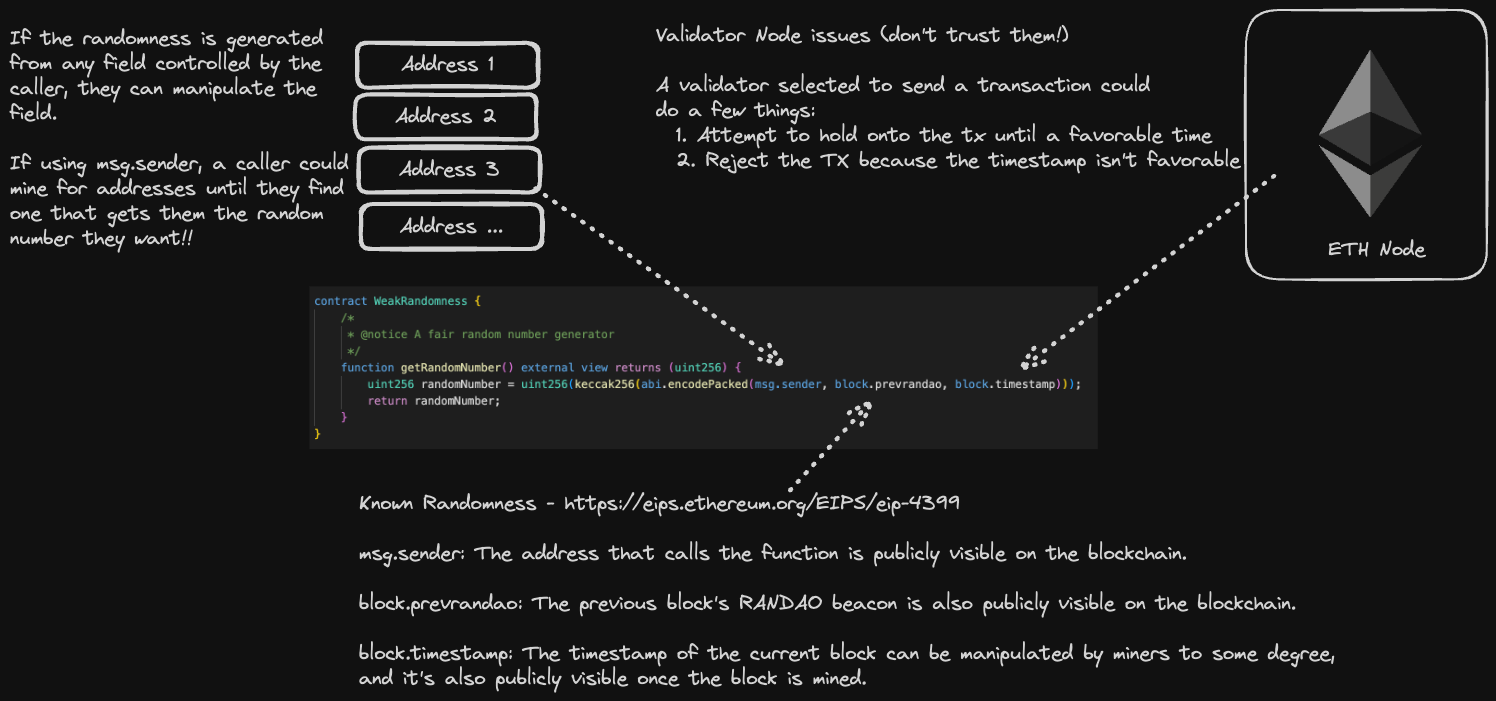 If the randomness is generated
from any field controlled by the
caller, they can manipulate the
field.
If using msg.sender, a caller could
mine for addresses until they find
one that gets them the random
number they want!!
Address 1
Address 2
Address 3
Address ...
Validator Node issues (don't trust them!)
A validator selected to send a transaction could
do a few things:
1. Attempt to hold onto the tx until a favorable time
2. Reject the TX because the timestamp isn't favorable
ETH Node
contract WeakRandomness {
/*
* @notice A fair random number generator
*/
function getRandomNumber() external view returns (uint256) {
uint256 randomNumber = uint256(keccak256(abi.encodePacked(msg.sender, block.prevrandao, block.timestamp)));
return randomNumber;
}
}
Known Randomness - https://eips.ethereum.org/EIPS/eip-4399
msg.sender: The address that calls the function is publicly visible on the blockchain.
block.prevrandao: The previous block's RANDAO beacon is also publicly visible on the blockchain.
block.timestamp: The timestamp of the current block can be manipulated by miners to some degree,
and it's also publicly visible once the block is mined.